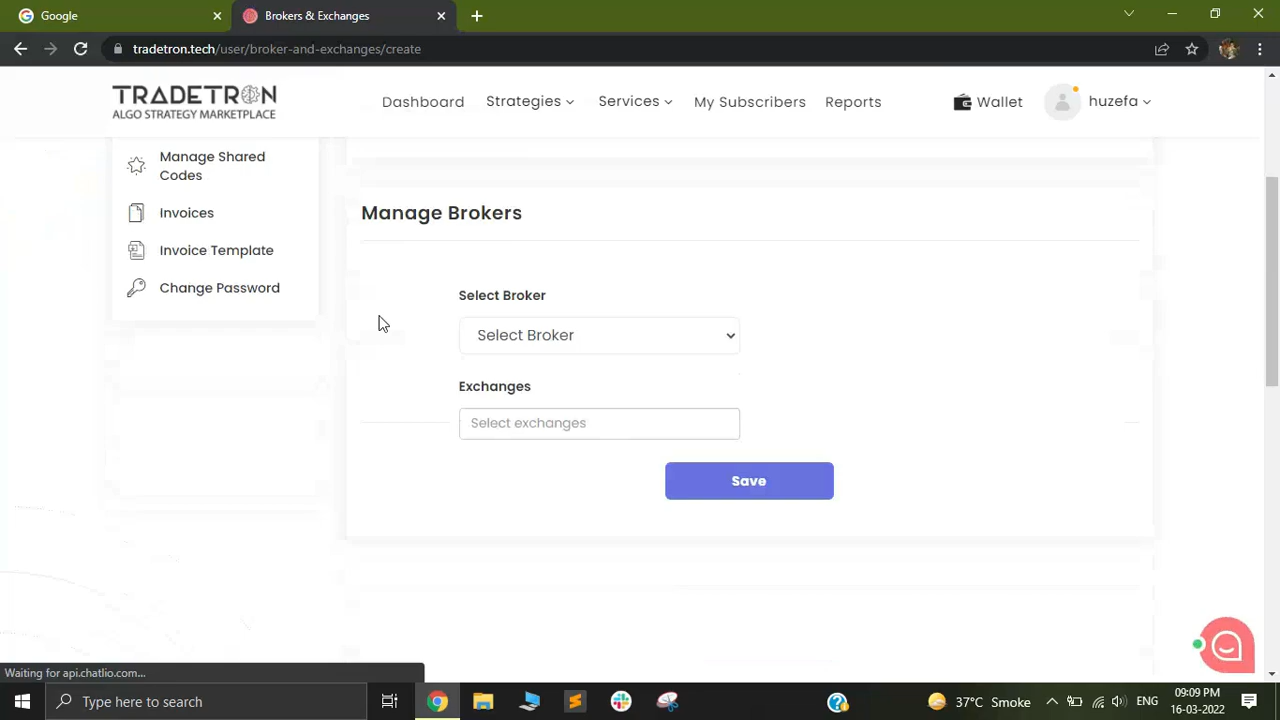 Google
Brokers & Exchanges
tradetron.tech/user/broker-and-exchanges/create
TRADETRON
ALGO STRATEGY MARKETPLACE
Dashboard
Strategies
Services
My Subscribers
Reports
Wallet
huzefa
Manage Shared
Codes
Invoices
Invoice Template
Change Password
Manage Brokers
Select Broker
Select Broker
Exchanges
Select exchanges
Save
Waiting for api.chatlio.com...
Type here to search
37°C Smoke
ENG
09:09 PM
16-03-2022